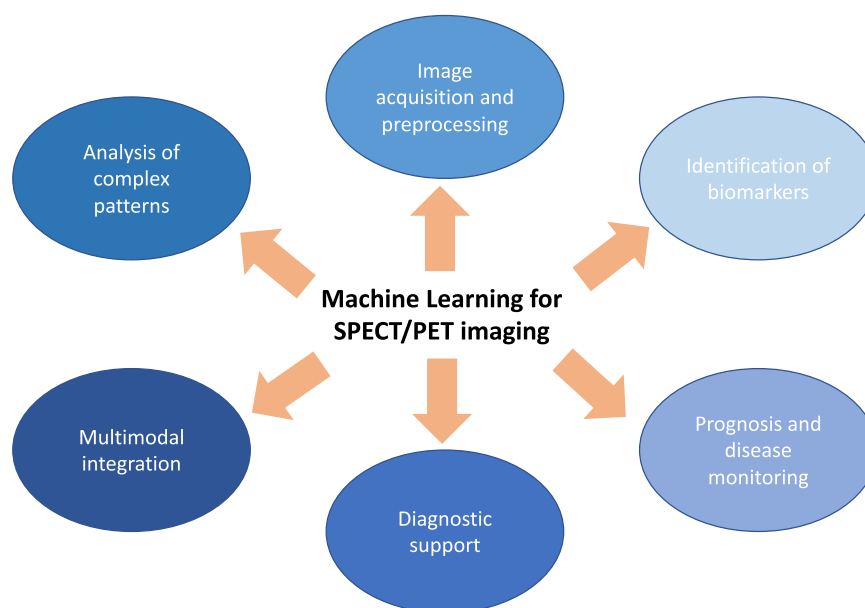 Image
acquisition and
preprocessing
Analysis of
complex
patterns
Identification of
biomarkers
Machine Learning for
SPECT/PET imaging
Multimodal
integration
Prognosis and
disease
monitoring
Diagnostic
support